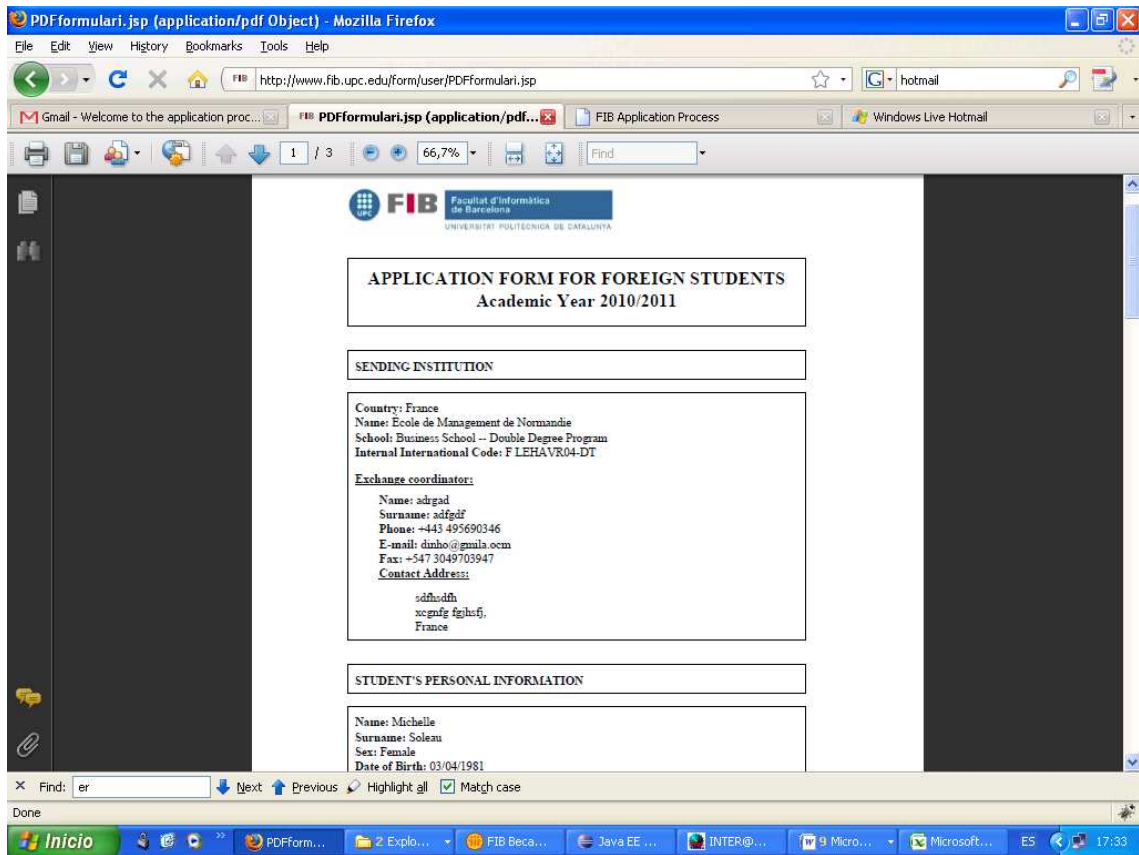 PDFformulari.jsp (application/pdf Object) - Mozilla Firefox
File Edit View History Bookmarks Tools Help
FIB http://www.fib.upc.edu/form/user/PDFformulari.jsp G hotmail
Gmail - Welcome to the application proc... FIB PDFformulari.jsp (application/pdf... FIB Application Process Windows Live Hotmail
1 / 3 66,7% Find
UPC FIB Facultat d'Informàtica
de Barcelona
UNIVERSITAT POLITÈCNICA DE CATALUNYA
APPLICATION FORM FOR FOREIGN STUDENTS
Academic Year 2010/2011
SENDING INSTITUTION
Country: France
Name: École de Management de Normandie
School: Business School -- Double Degree Program
Internal International Code: F LEHAVR04-DT
Exchange coordinator:
Name: adrgad
Surname: adfgdf
Phone: +443 495690346
E-mail: dinho@gmila.ocm
Fax: +547 3049703947
Contact Address:
sdfhsdfh
xcgnfg fgjhsfj,
France
STUDENT'S PERSONAL INFORMATION
Name: Michelle
Surname: Soleau
Sex: Female
Date of Birth: 03/04/1981
Find: er Next Previous Highlight all Match case
Done
Inicio PDFform... 2 Explo... FIB Beca... Java EE ... INTER@... 9 Micro... Microsoft... ES 17:33